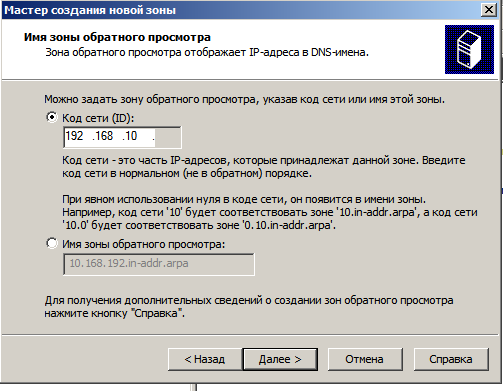 Мастер создания новой зоны
Имя зоны обратного просмотра
Зона обратного просмотра отображает IP-адреса в DNS-имена.
Можно задать зону обратного просмотра, указав код сети или имя этой зоны.
Код сети (ID):
192 .168 .10 .
Код сети - это часть IP-адресов, которые принадлежат данной зоне. Введите
код сети в нормальном (не в обратном) порядке.
При явном использовании нуля в коде сети, он появится в имени зоны.
Например, код сети '10' будет соответствовать зоне '10.in-addr.arpa', а код сети
'10.0' будет соответствовать зоне '0.10.in-addr.arpa'.
Имя зоны обратного просмотра:
10.168.192.in-addr.arpa
Для получения дополнительных сведений о создании зон обратного просмотра
нажмите кнопку "Справка".
< Назад Далее > Отмена Справка